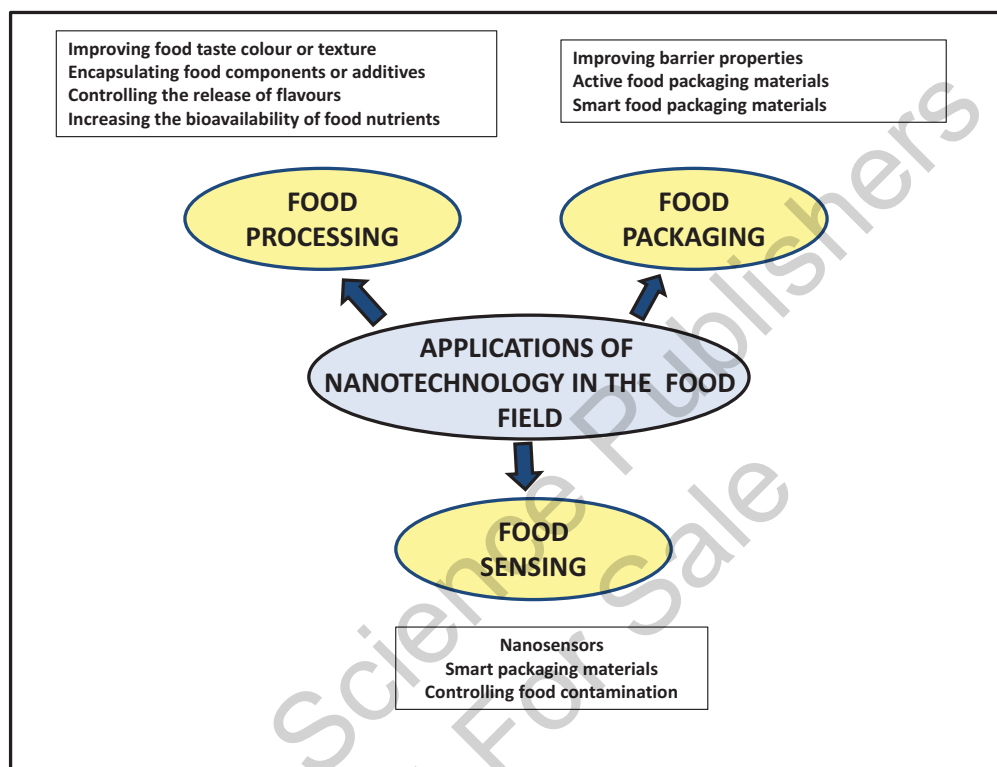 Improving food taste colour or texture
Encapsulating food components or additives
Controlling the release of flavours
Increasing the bioavailability of food nutrients
Improving barrier properties
Active food packaging materials
Smart food packaging materials
FOOD
PROCESSING
FOOD
PACKAGING
APPLICATIONS OF
NANOTECHNOLOGY IN THE FOOD
FIELD
FOOD
SENSING
Nanosensors
Smart packaging materials
Controlling food contamination
Science Publishers
For Sale